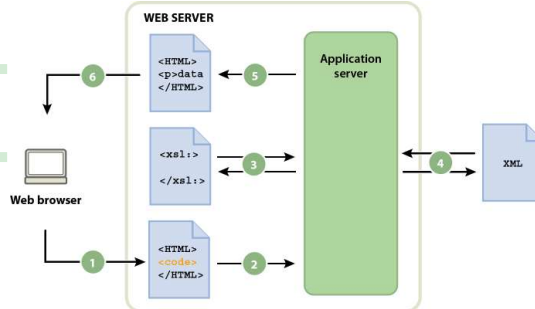 WEB SERVER
<HTML>
<p>data
</HTML>
6
5
Application
server
<xsl:>
</xsl:>
3
4
XML
Web browser
1
<HTML>
<code>
</HTML>
2